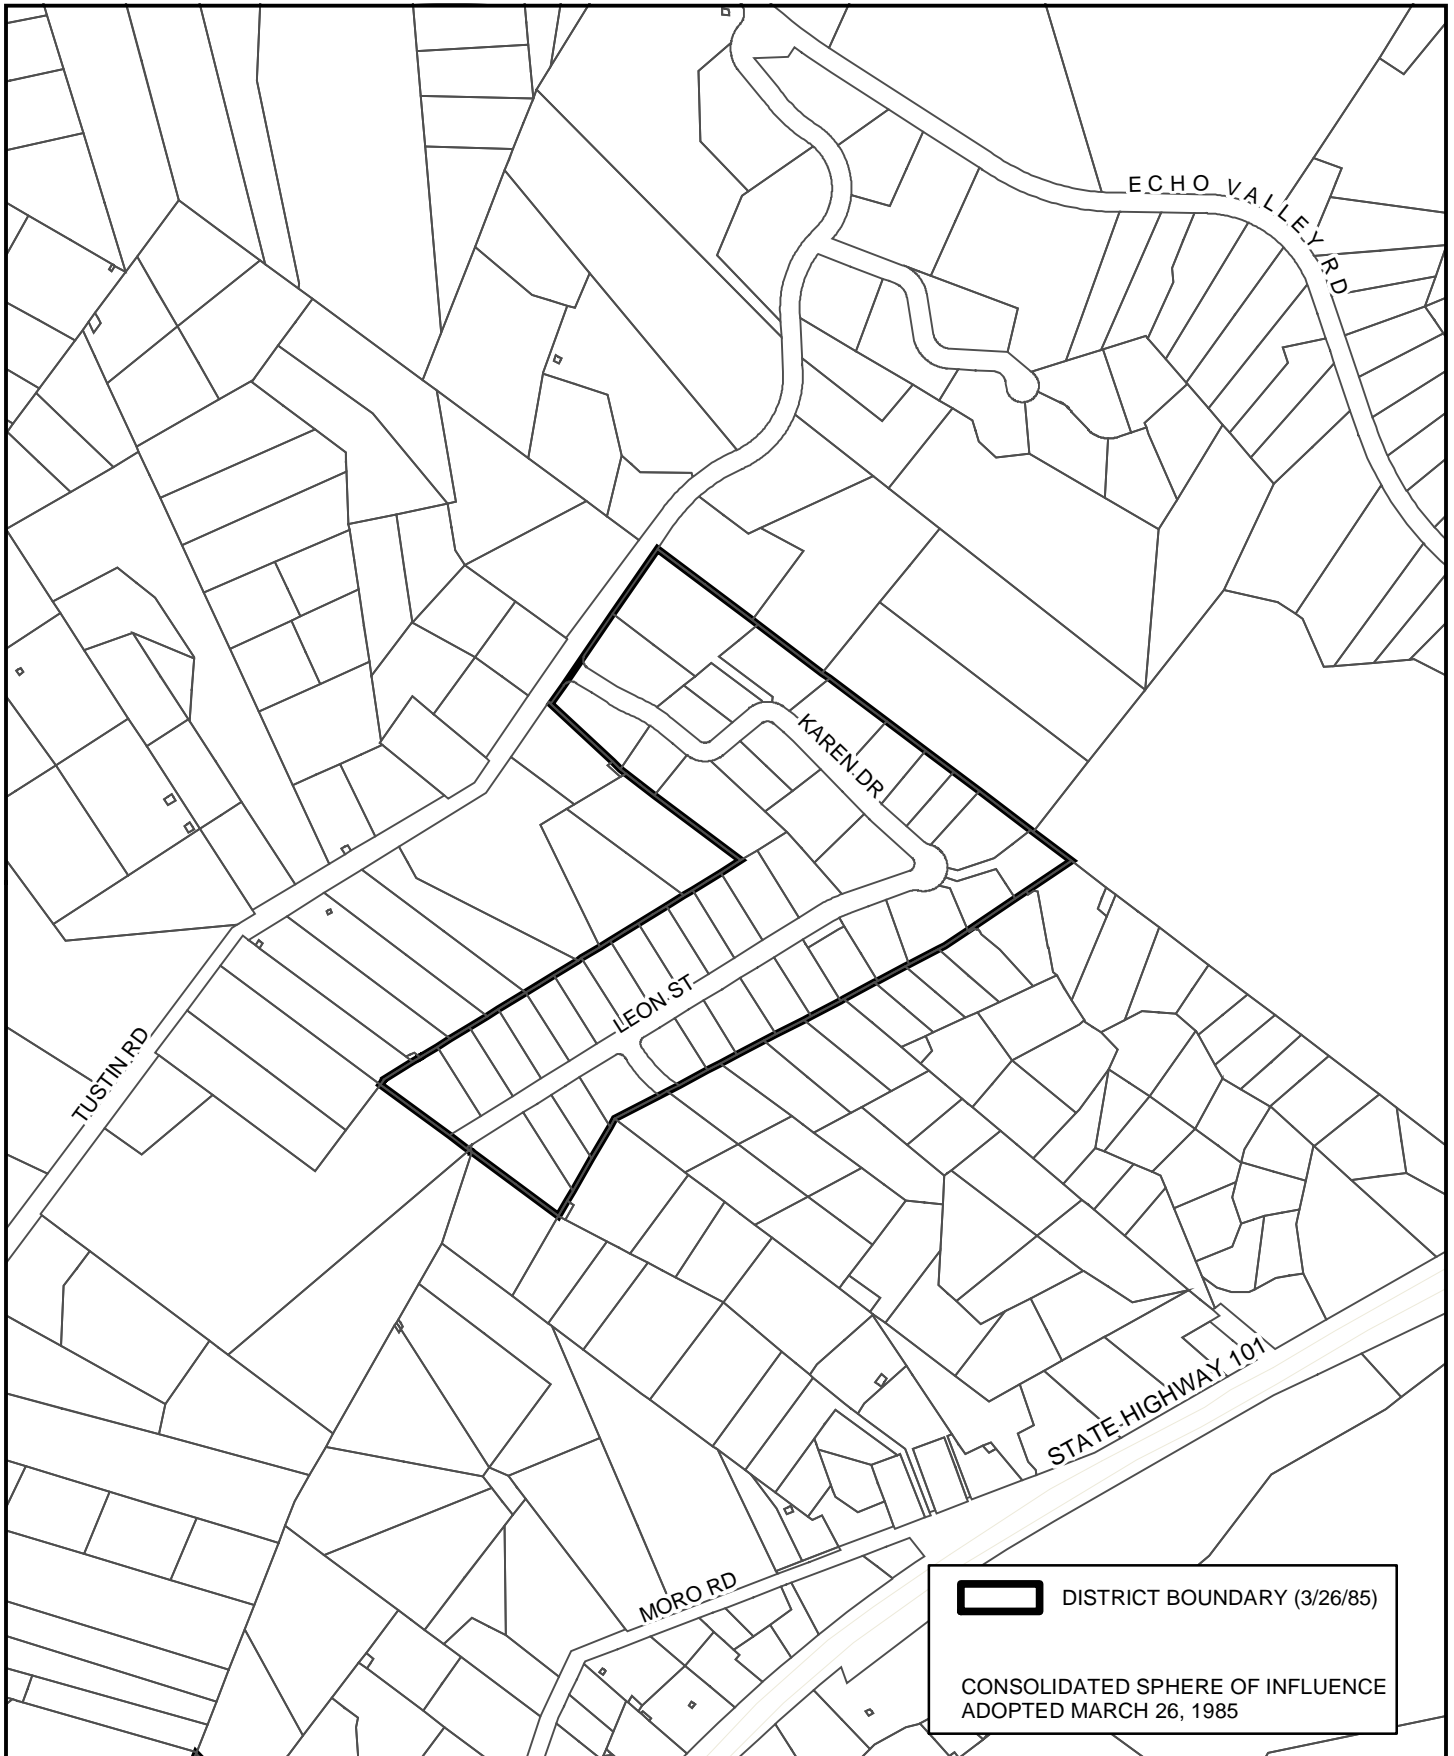 ECHO VALLEY RD
KAREN DR
LEON ST
TUSTIN RD
STATE HIGHWAY 101
MORO RD
DISTRICT BOUNDARY (3/26/85)
CONSOLIDATED SPHERE OF INFLUENCE
ADOPTED MARCH 26, 1985